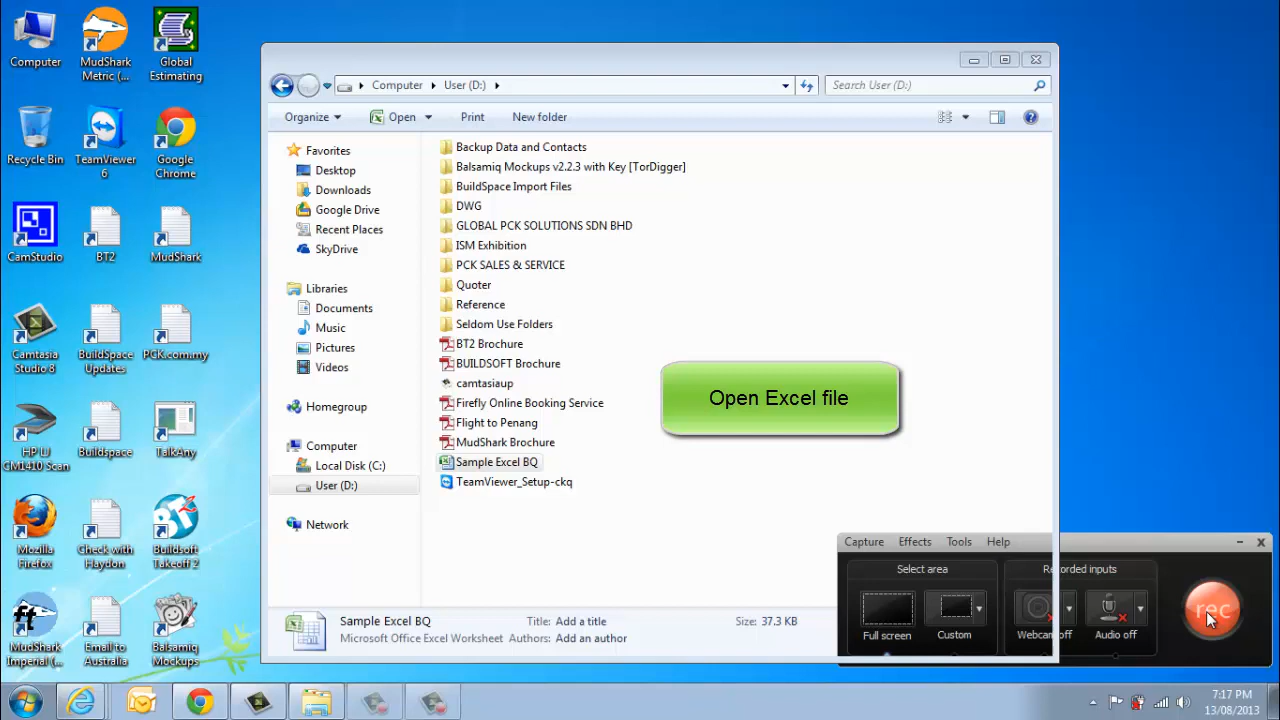 Computer
MudShark
Metric (...
Global
Estimating
Recycle Bin
TeamViewer
6
Google
Chrome
CamStudio
BT2
MudShark
Camtasia
Studio 8
BuildSpace
Updates
PCK.com.my
HP LJ
CM1410 Scan
Buildspace
TalkAny
Mozilla
Firefox
Check with
Haydon
Buildsoft
Takeoff 2
MudShark
Imperial (...
Email to
Australia
Balsamiq
Mockups
Computer
User (D:)
Search User (D:)
Organize
Open
Print
New folder
Favorites
Desktop
Downloads
Google Drive
Recent Places
SkyDrive
Libraries
Documents
Music
Pictures
Videos
Homegroup
Computer
Local Disk (C:)
User (D:)
Network
Backup Data and Contacts
Balsamiq Mockups v2.2.3 with Key [TorDigger]
BuildSpace Import Files
DWG
GLOBAL PCK SOLUTIONS SDN BHD
ISM Exhibition
PCK SALES & SERVICE
Quoter
Reference
Seldom Use Folders
BT2 Brochure
BUILDSOFT Brochure
camtasiaup
Firefly Online Booking Service
Flight to Penang
MudShark Brochure
Sample Excel BQ
TeamViewer_Setup-ckq
Open Excel file
Sample Excel BQ
Title: Add a title
Size: 37.3 KB
Microsoft Office Excel Worksheet
Authors: Add an author
Capture
Effects
Tools
Help
Select area
Recorded inputs
Full screen
Custom
Webcam off
Audio off
rec
7:17 PM
13/08/2013